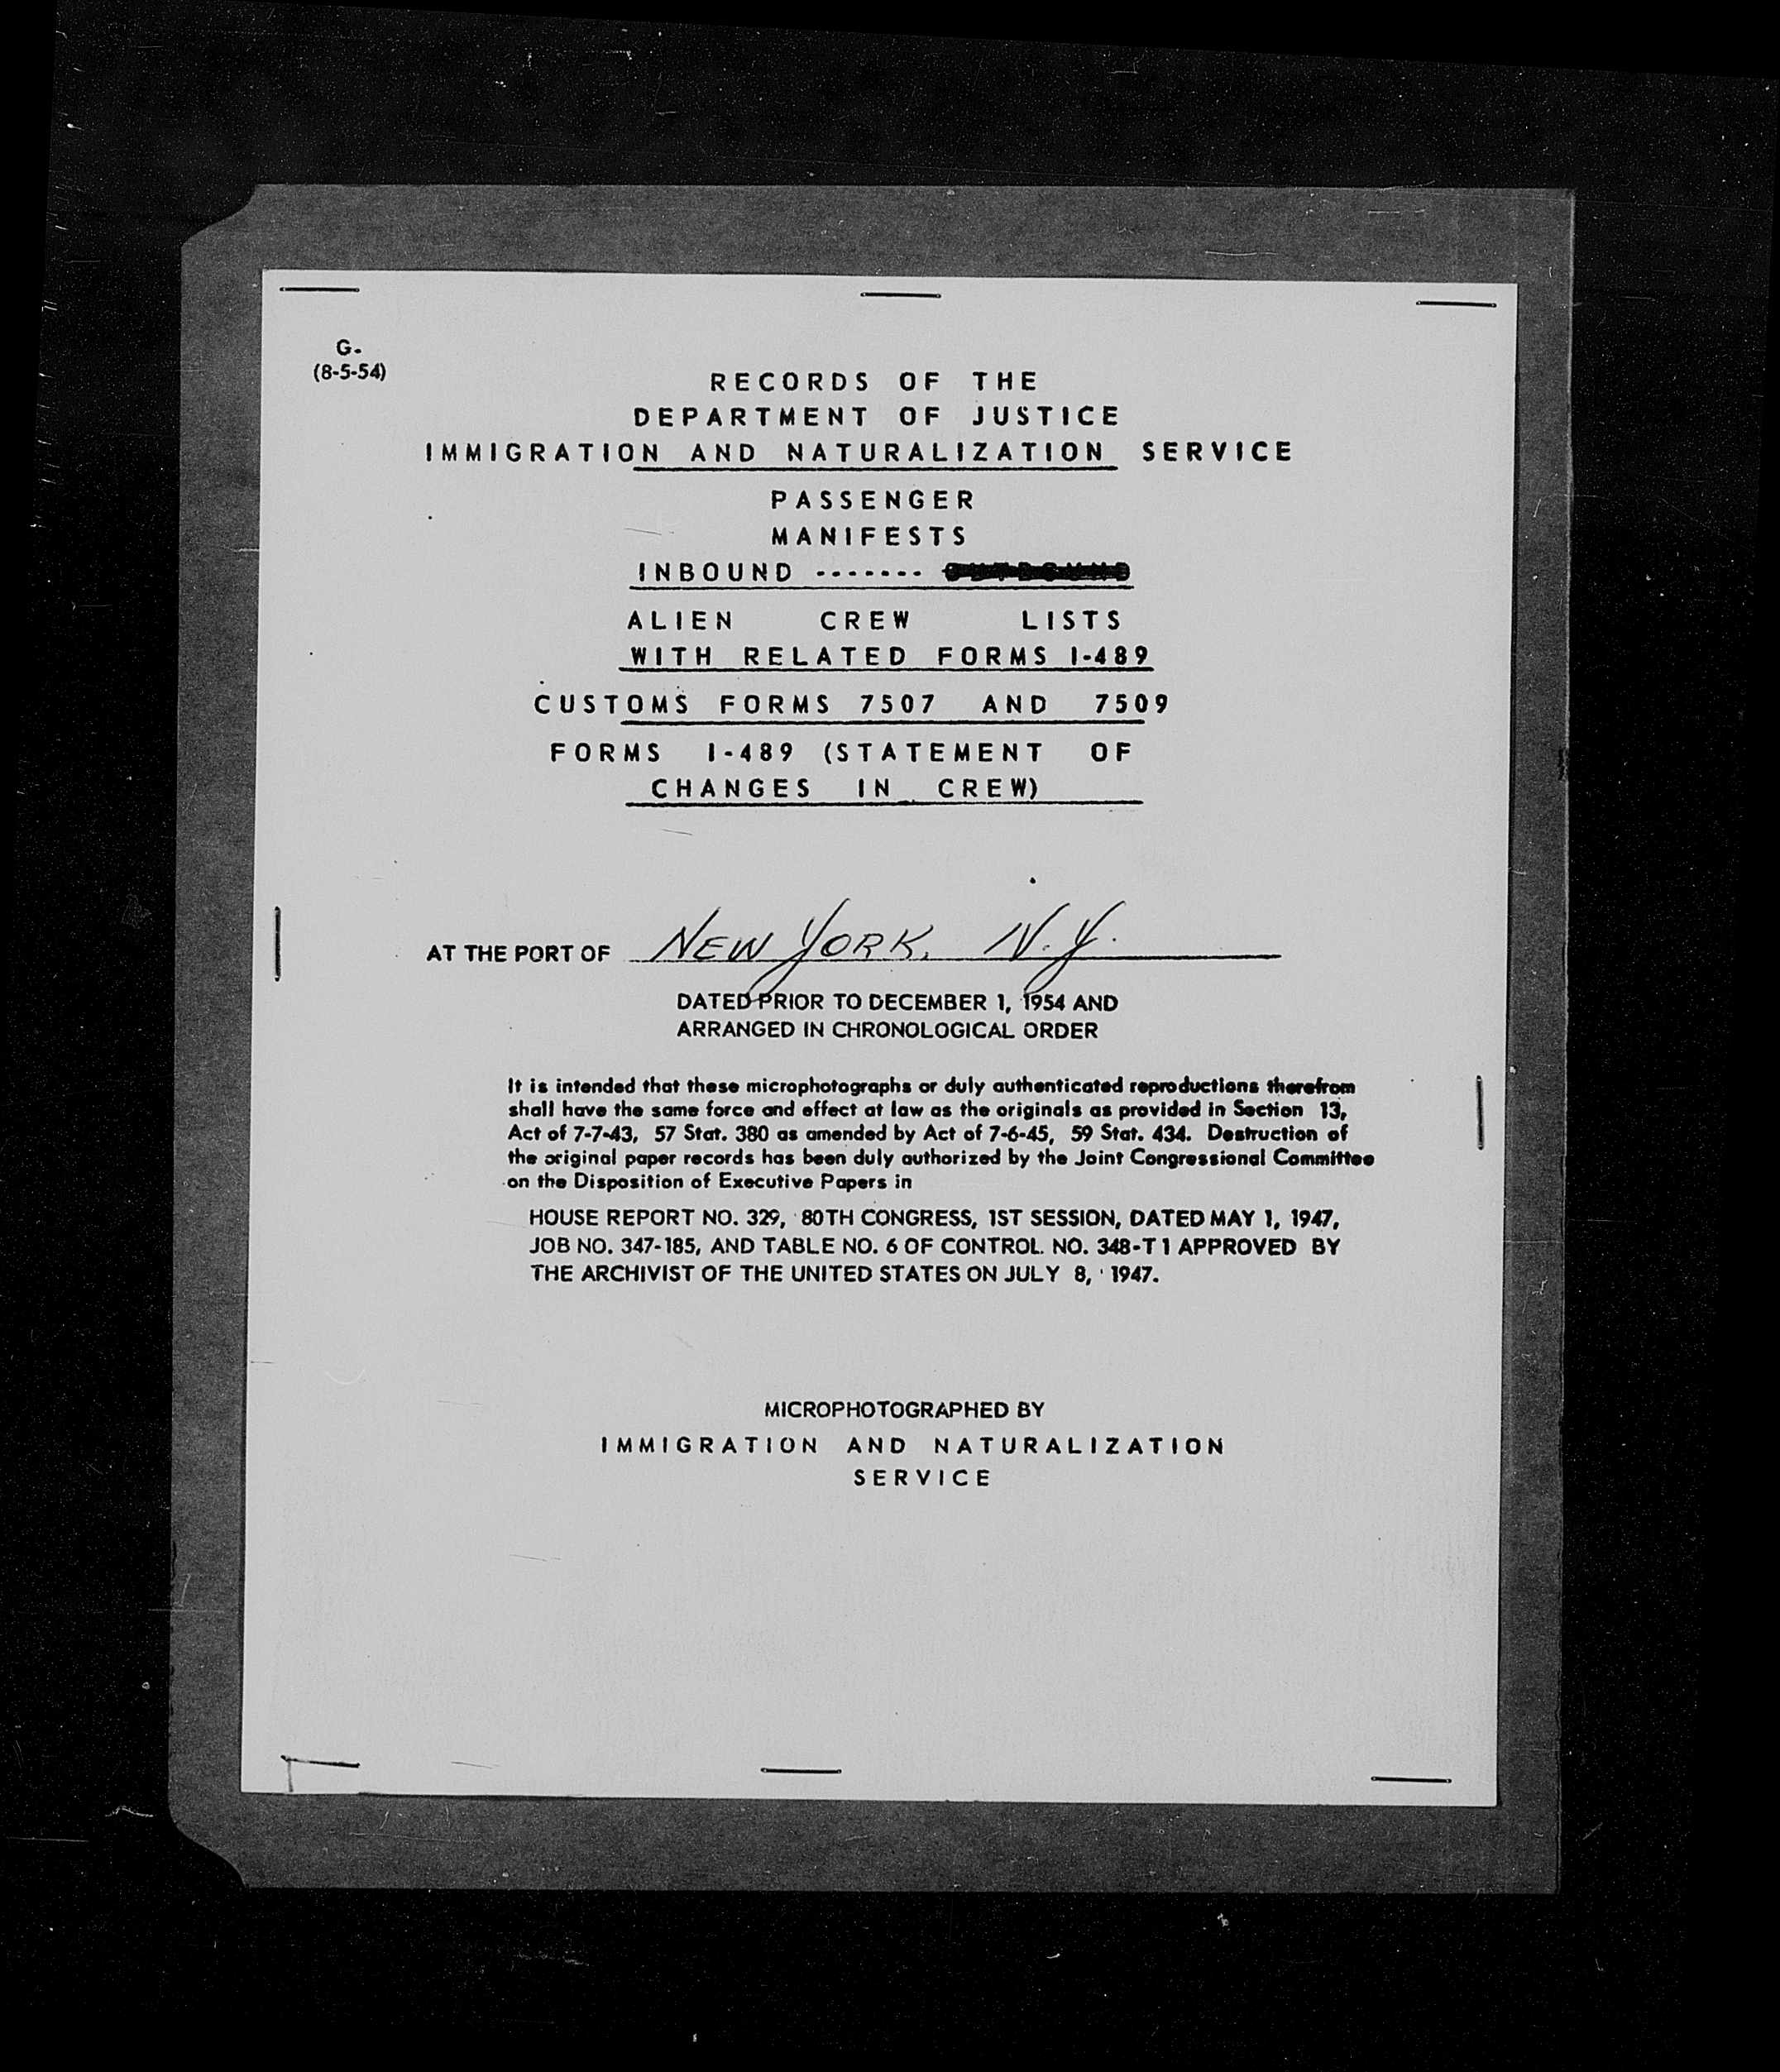 G-
(8-5-54)
RECORDS OF THE
DEPARTMENT OF JUSTICE
IMMIGRATION AND NATURALIZATION SERVICE
PASSENGER
MANIFESTS
INBOUND -------
ALIEN CREW LISTS
WITH RELATED FORMS I-489
CUSTOMS FORMS 7507 AND 7509
FORMS I-489 (STATEMENT OF
CHANGES IN CREW)
AT THE PORT OF NEW YORK, N.Y.
DATED PRIOR TO DECEMBER 1, 1954 AND
ARRANGED IN CHRONOLOGICAL ORDER
It is intended that these microphotographs or duly authenticated reproductions therefrom
shall have the same force and effect at law as the originals as provided in Section 13,
Act of 7-7-43, 57 Stat. 380 as amended by Act of 7-6-45, 59 Stat. 434. Destruction of
the original paper records has been duly authorized by the Joint Congressional Committee
on the Disposition of Executive Papers in
HOUSE REPORT NO. 329, 80TH CONGRESS, 1ST SESSION, DATED MAY 1, 1947,
JOB NO. 347-185, AND TABLE NO. 6 OF CONTROL. NO. 348-T1 APPROVED BY
THE ARCHIVIST OF THE UNITED STATES ON JULY 8, 1947.
MICROPHOTOGRAPHED BY
IMMIGRATION AND NATURALIZATION
SERVICE